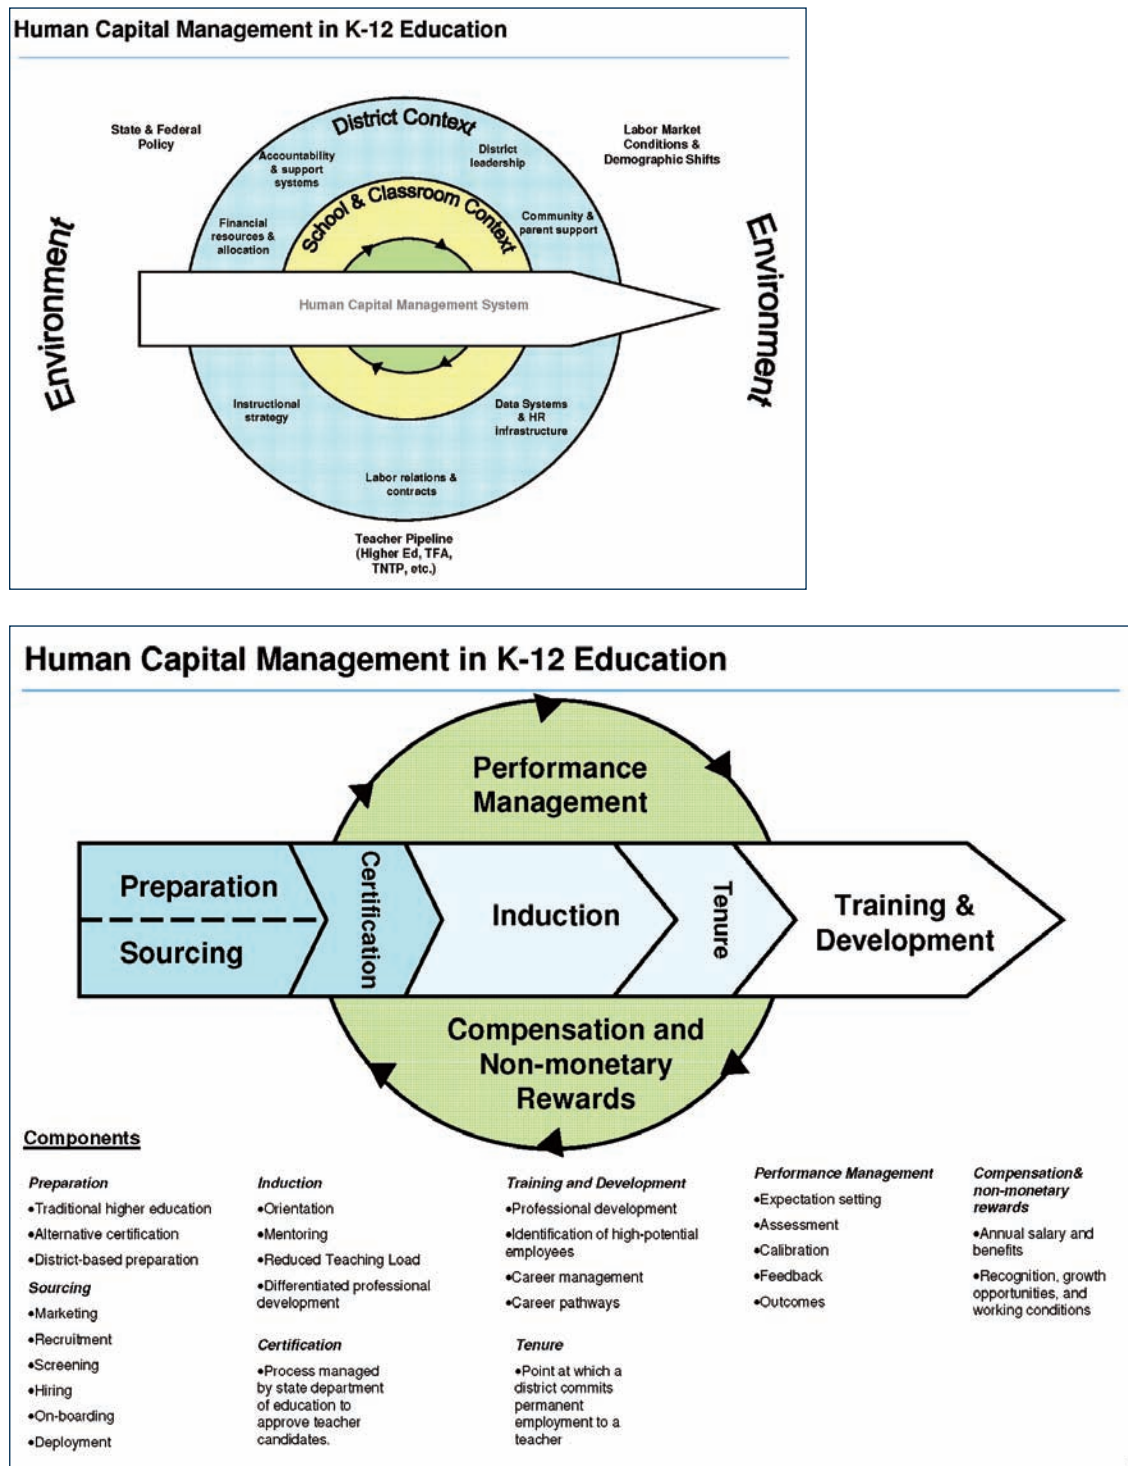 Human Capital Management in K-12 Education
State & Federal
Policy
Labor Market
Conditions &
Demographic Shifts
Environment
Environment
District Context
Accountability
& support
systems
District
leadership
Financial
resources &
allocation
Community &
parent support
School & Classroom Context
Human Capital Management System
Instructional
strategy
Data Systems
& HR
Infrastructure
Labor relations &
contracts
Teacher Pipeline
(Higher Ed, TFA,
TNTP, etc.)
Human Capital Management in K-12 Education
Performance
Management
Preparation
Sourcing
Certification
Induction
Tenure
Training &
Development
Compensation and
Non-monetary
Rewards
Components
Preparation
•Traditional higher education
•Alternative certification
•District-based preparation
Sourcing
•Marketing
•Recruitment
•Screening
•Hiring
•On-boarding
•Deployment
Induction
•Orientation
•Mentoring
•Reduced Teaching Load
•Differentiated professional
development
Certification
•Process managed
by state department
of education to
approve teacher
candidates.
Training and Development
•Professional development
•Identification of high-potential
employees
•Career management
•Career pathways
Tenure
•Point at which a
district commits
permanent
employment to a
teacher
Performance Management
•Expectation setting
•Assessment
•Calibration
•Feedback
•Outcomes
Compensation&
non-monetary
rewards
•Annual salary and
benefits
•Recognition, growth
opportunities, and
working conditions